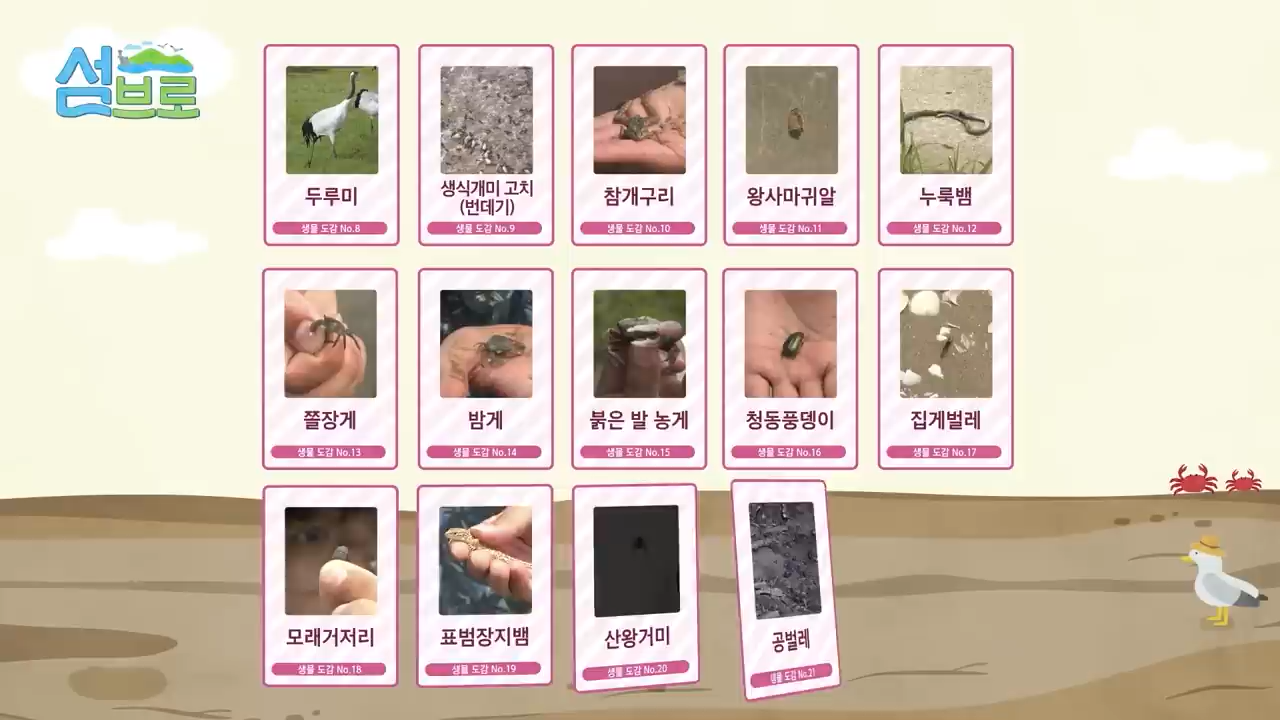 섬브로
두루미
생물 도감 No.8
생식개미 고치
(번데기)
생물 도감 No.9
참개구리
생물 도감 No.10
왕사마귀알
생물 도감 No.11
누룩뱀
생물 도감 No.12
쫄장게
생물 도감 No.13
밤게
생물 도감 No.14
붉은 발 농게
생물 도감 No.15
청동풍뎅이
생물 도감 No.16
집게벌레
생물 도감 No.17
모래거저리
생물 도감 No.18
표범장지뱀
생물 도감 No.19
산왕거미
생물 도감 No.20
공벌레
생물 도감 No.21